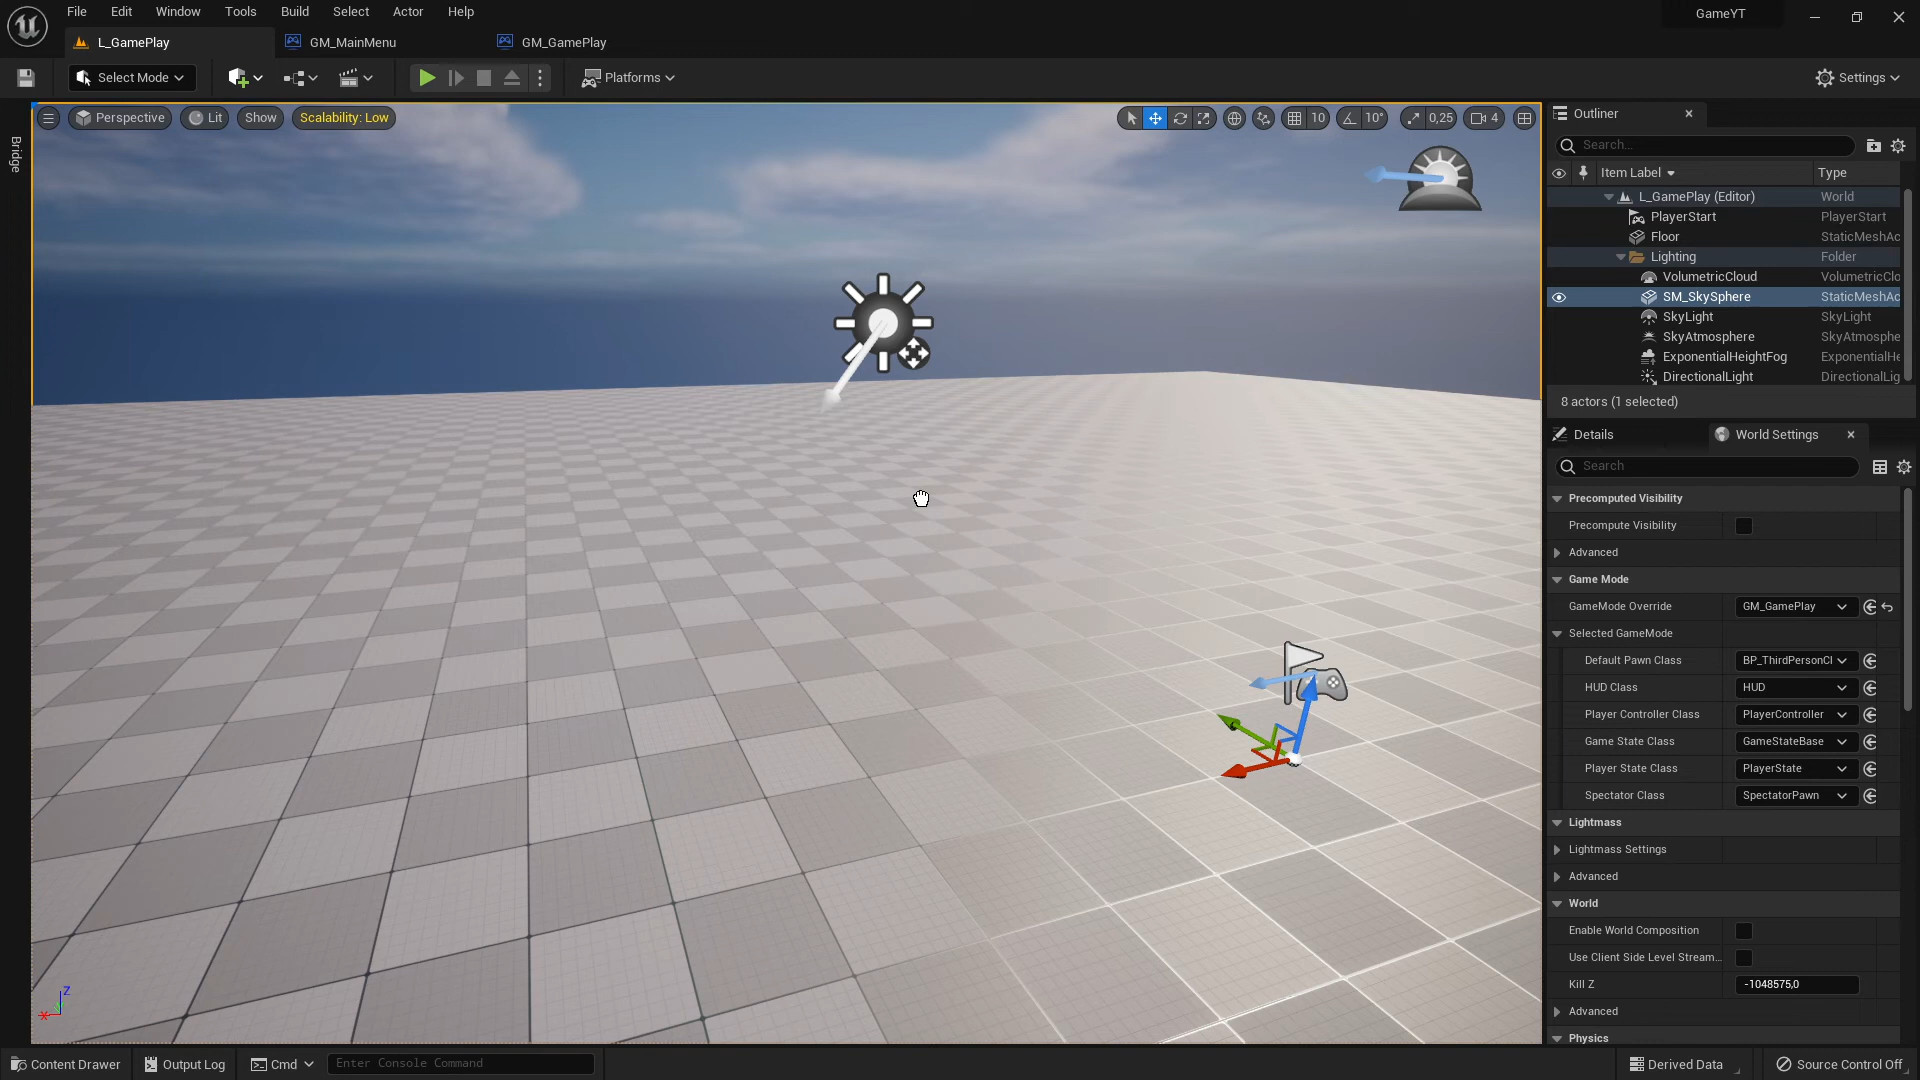 File Edit Window Tools Build Select Actor Help
GameYT
L_GamePlay GM_MainMenu GM_GamePlay
Select Mode
Platforms
Settings
Bridge
Perspective Lit Show Scalability: Low
10 10° 0,25 4
Outliner
Search...
Item Label Type
L_GamePlay (Editor) World
PlayerStart PlayerStart
Floor StaticMeshAc
Lighting Folder
VolumetricCloud VolumetricClo
SM_SkySphere StaticMeshAc
SkyLight SkyLight
SkyAtmosphere SkyAtmosphe
ExponentialHeightFog ExponentialHe
DirectionalLight DirectionalLig
8 actors (1 selected)
Details World Settings
Search
Precomputed Visibility
Precompute Visibility
Advanced
Game Mode
GameMode Override GM_GamePlay
Selected GameMode
Default Pawn Class BP_ThirdPersonCl
HUD Class HUD
Player Controller Class PlayerController
Game State Class GameStateBase
Player State Class PlayerState
Spectator Class SpectatorPawn
Lightmass
Lightmass Settings
Advanced
World
Enable World Composition
Use Client Side Level Stream...
Kill Z -1048575,0
Advanced
Physics
Z
X
Content Drawer Output Log Cmd Enter Console Command
Derived Data Source Control Off